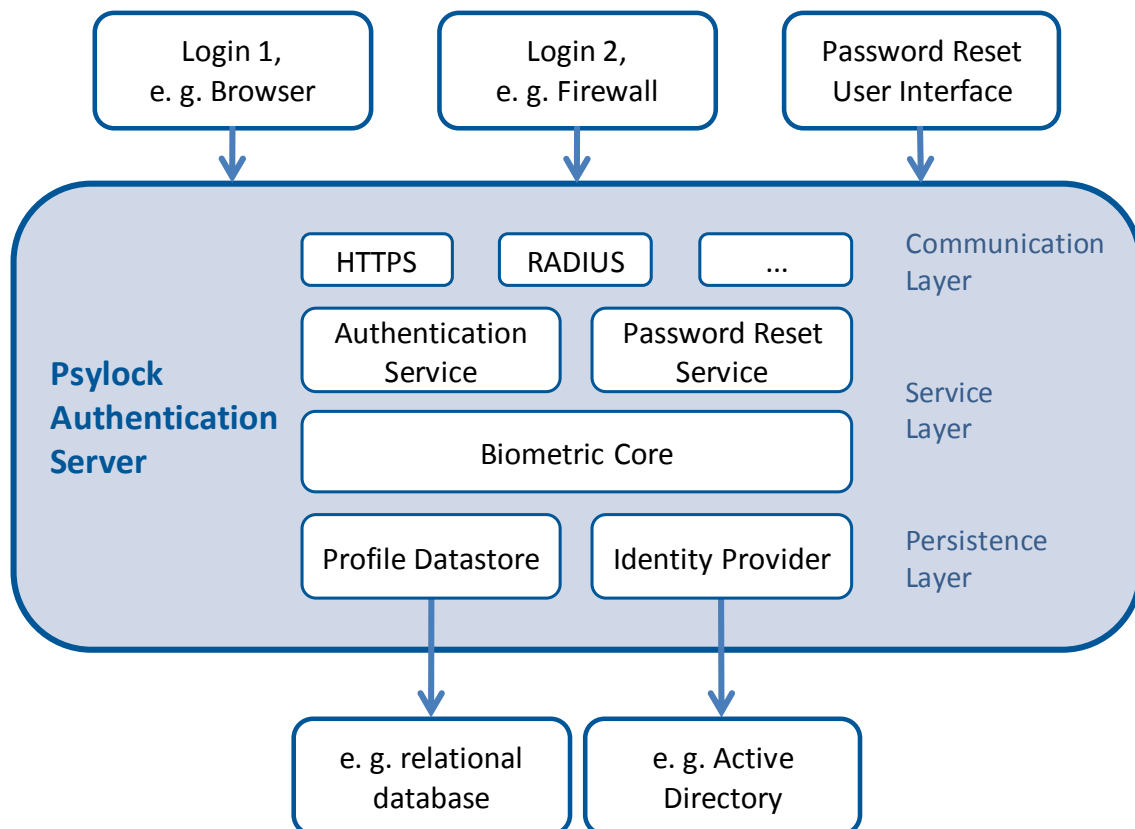 Login 1,
e. g. Browser
Login 2,
e. g. Firewall
Password Reset
User Interface
HTTPS
RADIUS
...
Communication
Layer
Authentication
Service
Password Reset
Service
Psylock
Authentication
Server
Service
Layer
Biometric Core
Profile Datastore
Identity Provider
Persistence
Layer
e. g. relational
database
e. g. Active
Directory